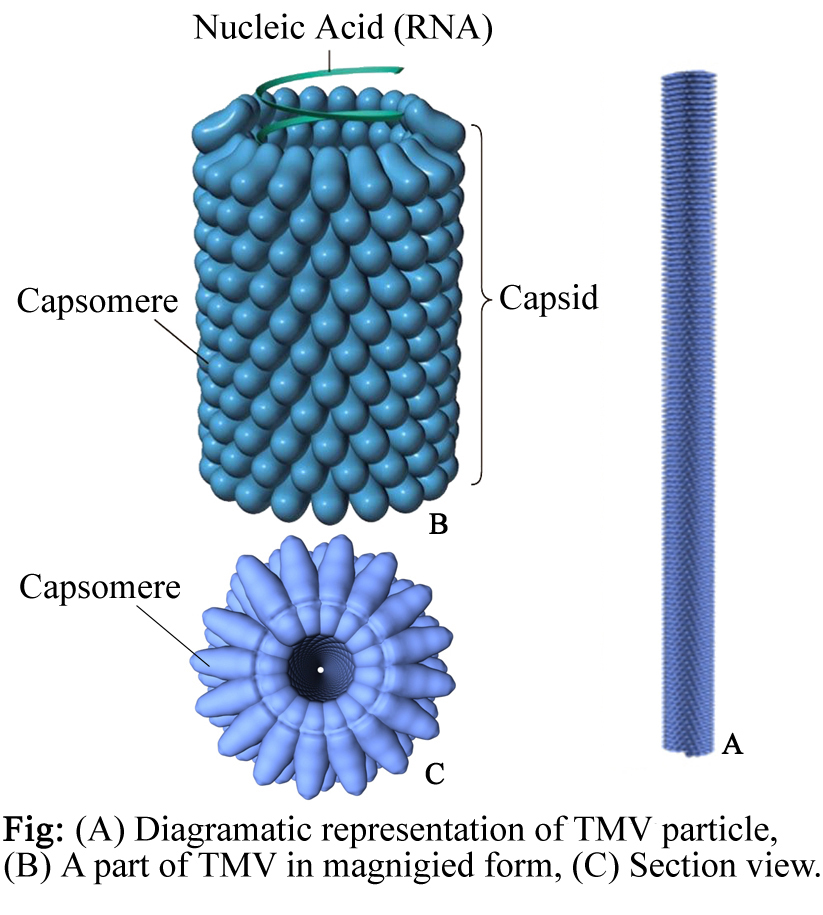 Nucleic Acid (RNA)
Capsomere
Capsid
B
Capsomere
A
C
Fig: (A) Diagramatic representation of TMV particle,
(B) A part of TMV in magnigied form, (C) Section view.